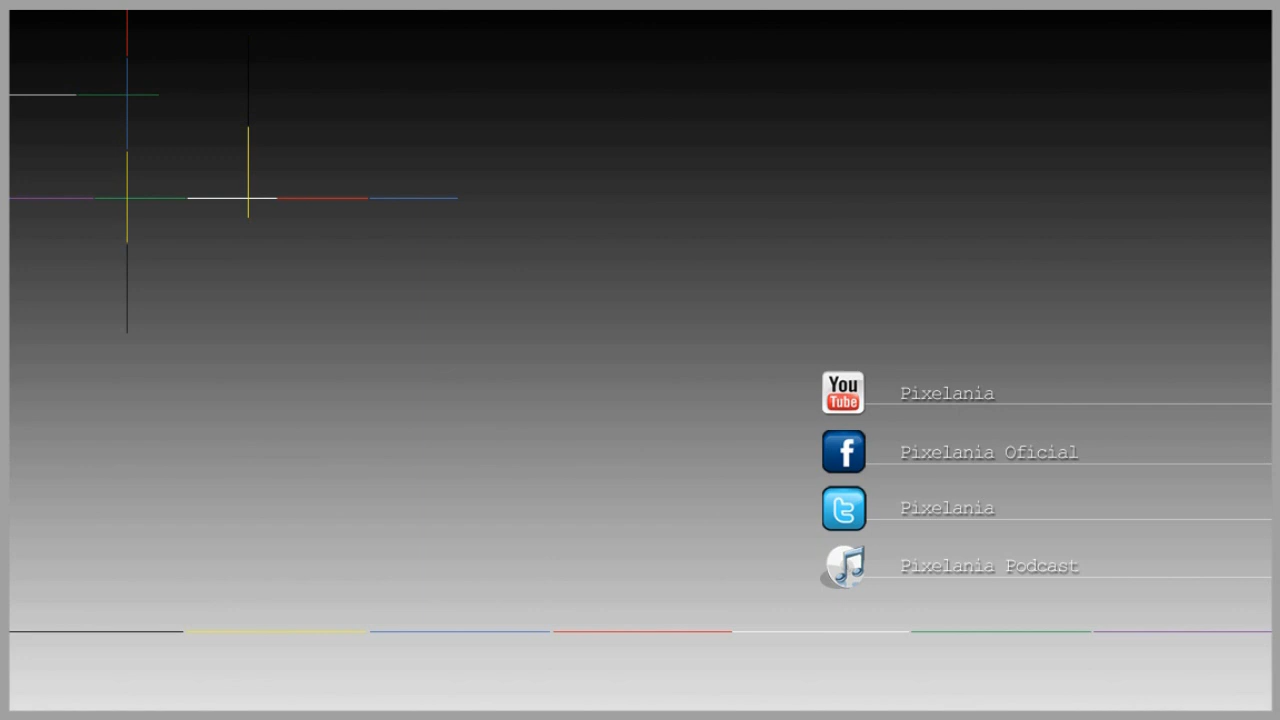 You
Tube
Pixelania
f
Pixelania Oficial
t
Pixelania
Pixelania Podcast